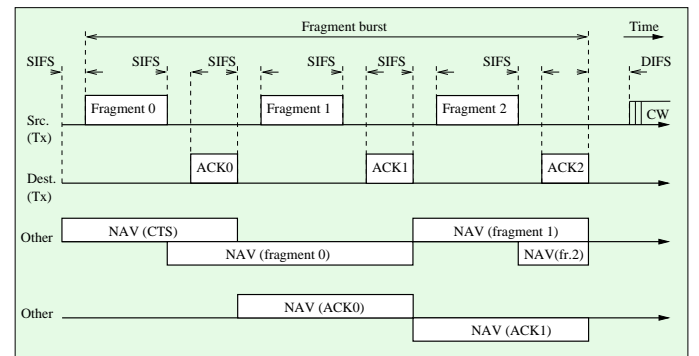 Fragment burst Time
SIFS SIFS SIFS SIFS SIFS SIFS DIFS
Fragment 0 Fragment 1 Fragment 2 CW
Src.
(Tx)
ACK0 ACK1 ACK2
Dest.
(Tx)
NAV (CTS) NAV (fragment 1)
Other
NAV (fragment 0) NAV(fr.2)
NAV (ACK0)
Other
NAV (ACK1)